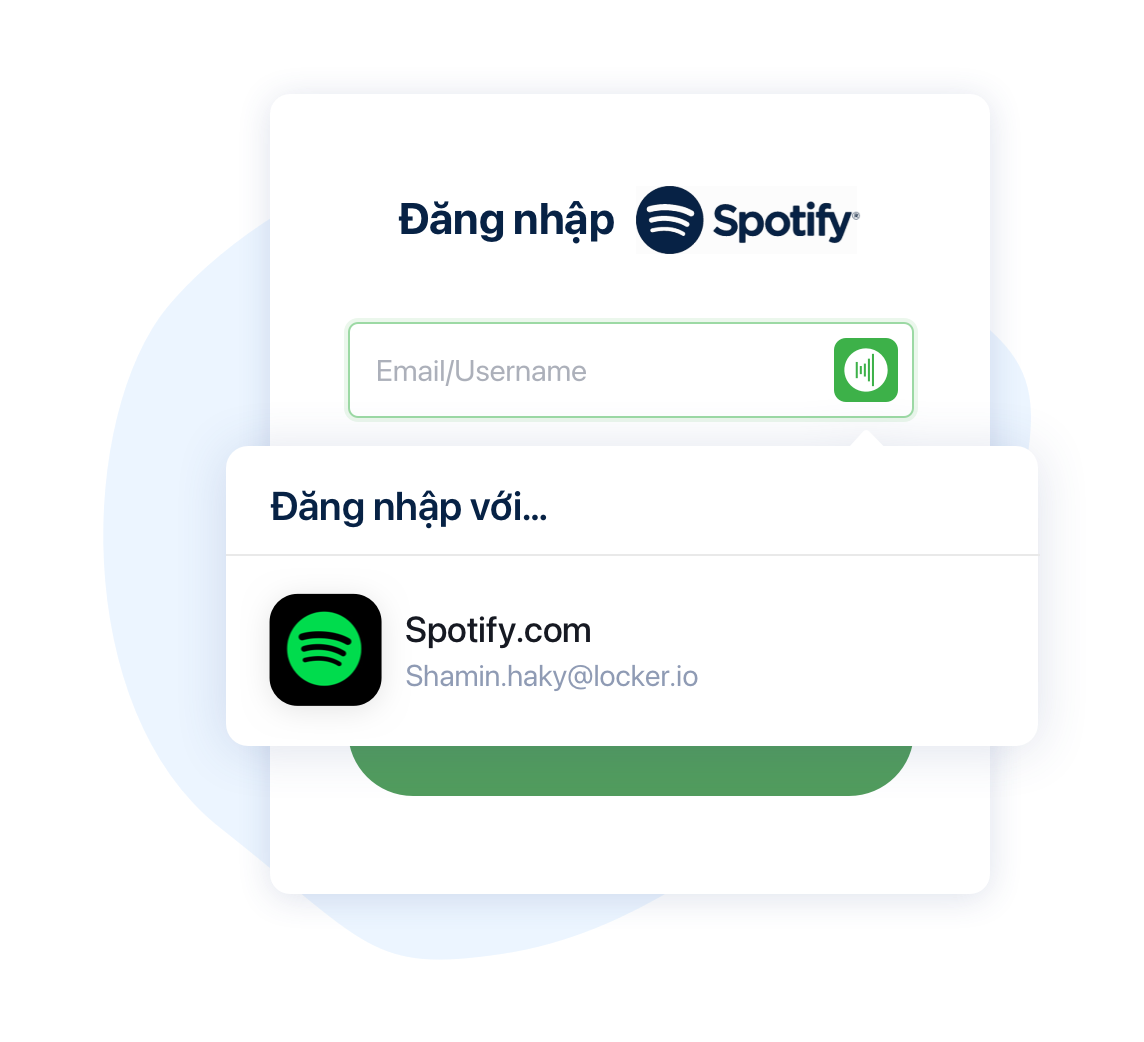 Đăng nhập Spotify®
Email/Username
Đăng nhập với...
Spotify.com
Shamin.haky@locker.io